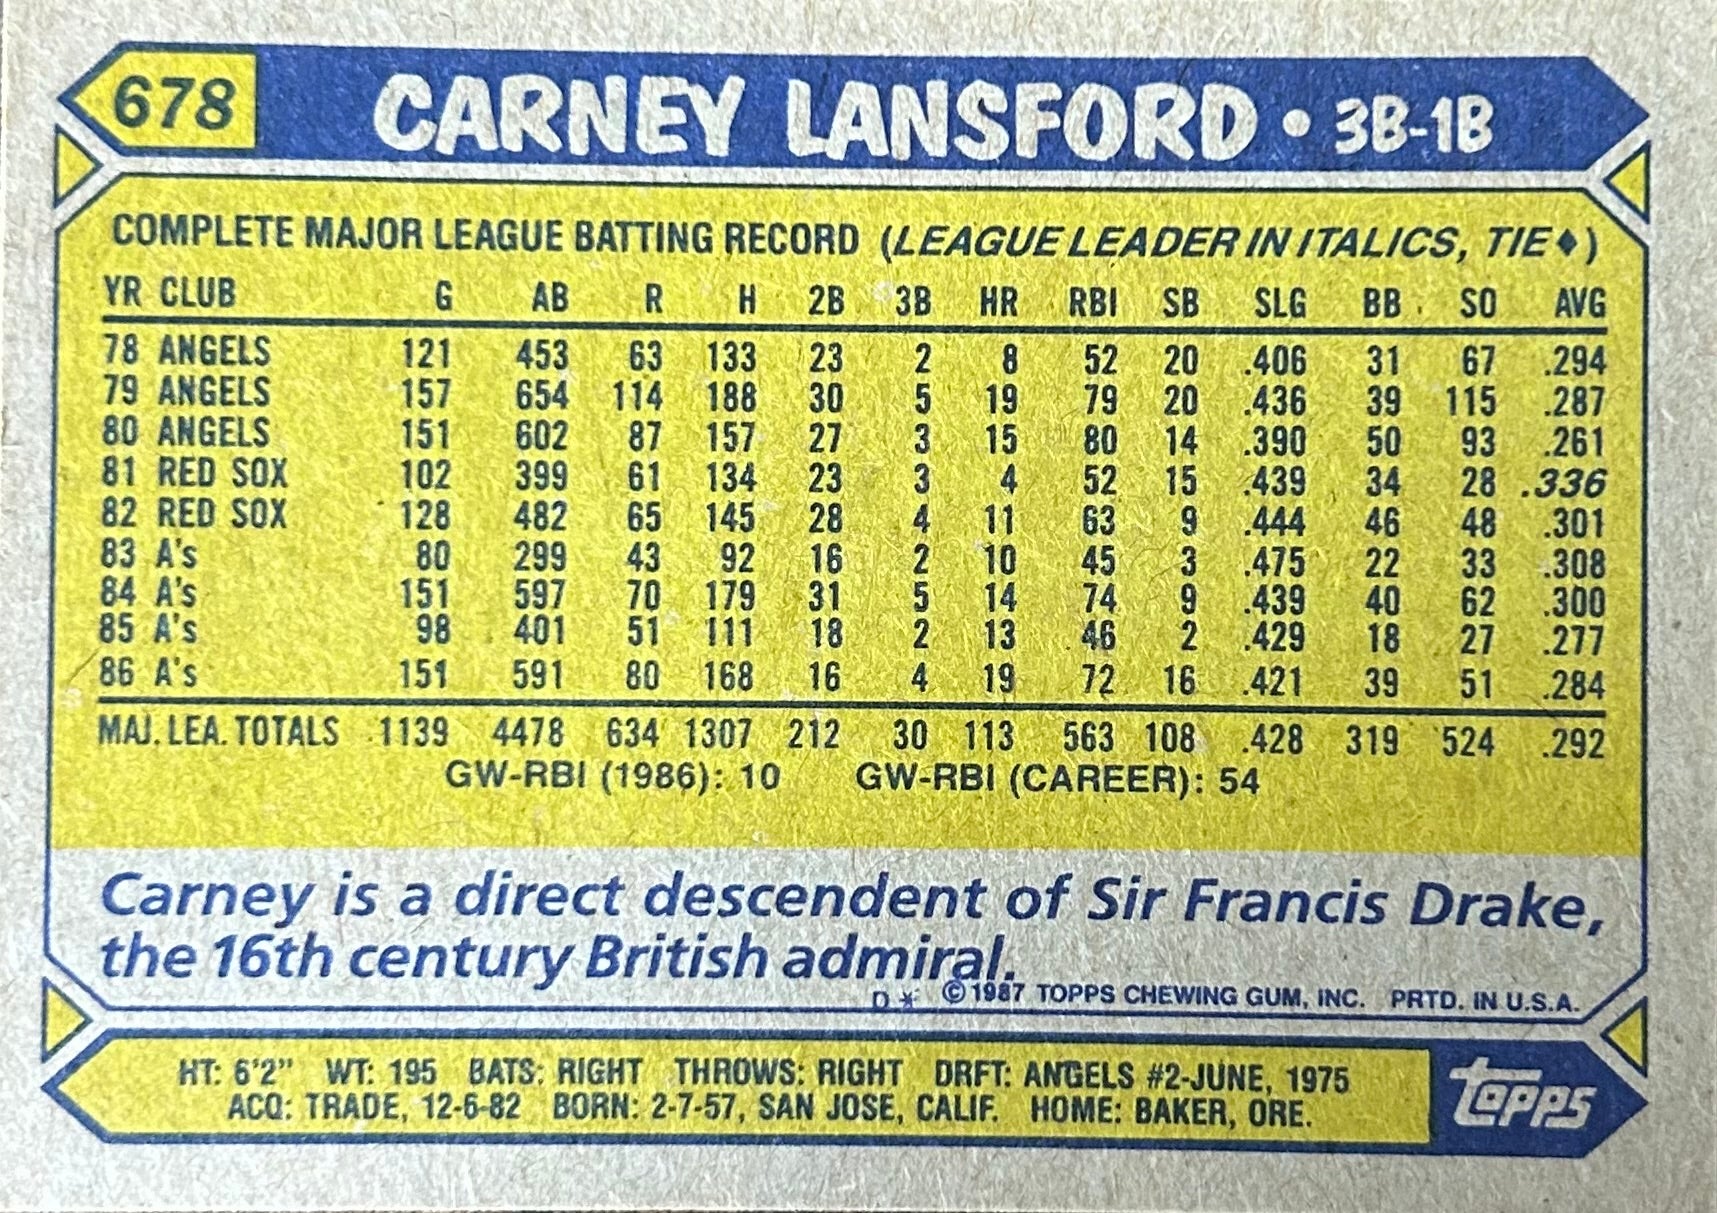 678 CARNEY LANSFORD • 3B-1B
COMPLETE MAJOR LEAGUE BATTING RECORD (LEAGUE LEADER IN ITALICS, TIE♦)
YR CLUB G AB R H 2B 3B HR RBI SB SLG BB SO AVG
78 ANGELS 121 453 63 133 23 2 8 52 20 .406 31 67 .294
79 ANGELS 157 654 114 188 30 5 19 79 20 .436 39 115 .287
80 ANGELS 151 602 87 157 27 3 15 80 14 .390 50 93 .261
81 RED SOX 102 399 61 134 23 3 4 52 15 .439 34 28 .336
82 RED SOX 128 482 65 145 28 4 11 63 9 .444 46 48 .301
83 A's 80 299 43 92 16 2 10 45 3 .475 22 33 .308
84 A's 151 597 70 179 31 5 14 74 9 .439 40 62 .300
85 A's 98 401 51 111 18 2 13 46 2 .429 18 27 .277
86 A's 151 591 80 168 16 4 19 72 16 .421 39 51 .284
MAJ. LEA. TOTALS 1139 4478 634 1307 212 30 113 563 108 .428 319 524 .292
GW-RBI (1986): 10 GW-RBI (CAREER): 54
Carney is a direct descendent of Sir Francis Drake,
the 16th century British admiral.
D* ©1987 TOPPS CHEWING GUM, INC. PRTD. IN U.S.A.
HT: 6'2" WT: 195 BATS: RIGHT THROWS: RIGHT DRFT: ANGELS #2-JUNE, 1975
ACQ: TRADE, 12-6-82 BORN: 2-7-57, SAN JOSE, CALIF. HOME: BAKER, ORE.
topps